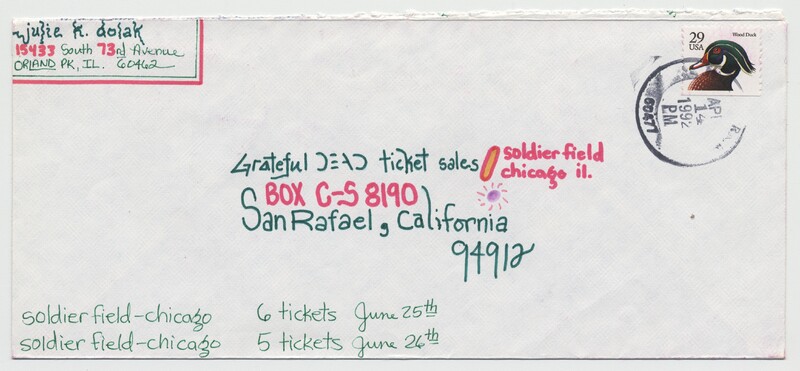 julie k. dolak
15433 South 73rd Avenue
ORLAND PK, IL. 60462
29
USA
Wood Duck
1992
PM
60477
Grateful DEAD ticket sales
soldier field
chicago il.
BOX C-S 8190
San Rafael, California
94912
soldier field-chicago 6 tickets June 25th
soldier field-chicago 5 tickets June 26th